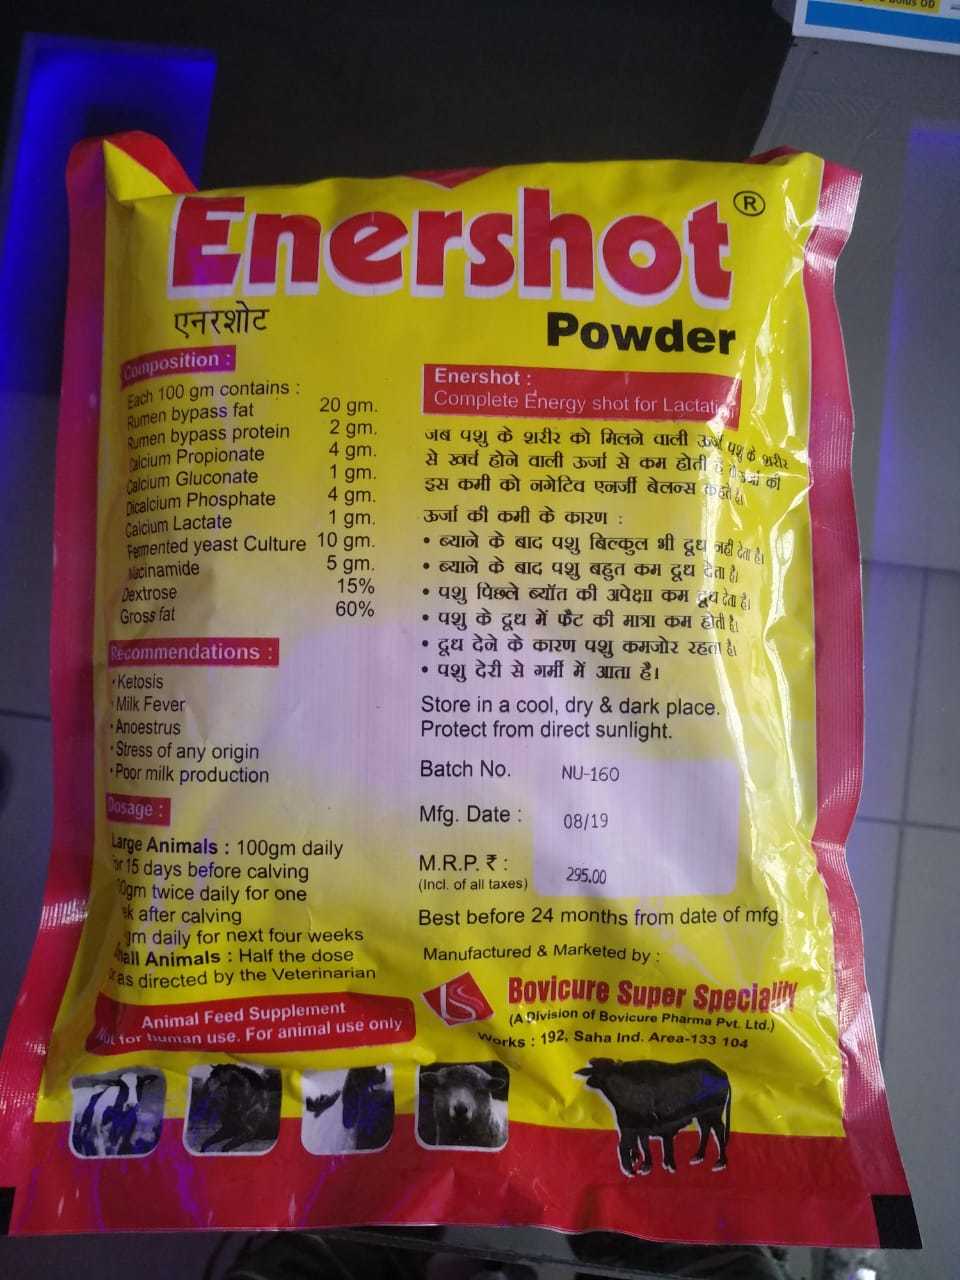 Enershot ®
एनरशोट
Powder
Composition :
Each 100 gm contains :
Rumen bypass fat 20 gm.
Rumen bypass protein 2 gm.
Calcium Propionate 4 gm.
Calcium Gluconate 1 gm.
Dicalcium Phosphate 4 gm.
Calcium Lactate 1 gm.
Fermented yeast Culture 10 gm.
Niacinamide 5 gm.
Dextrose 15%
Gross fat 60%
Recommendations :
• Ketosis
• Milk Fever
• Anoestrus
• Stress of any origin
• Poor milk production
Dosage :
Large Animals : 100gm daily
for 15 days before calving
twice daily for one
after calving
daily for next four weeks
Small Animals : Half the dose
or as directed by the Veterinarian
Animal Feed Supplement
Not for human use. For animal use only
Enershot :
Complete Energy shot for
जब पशु के शरीर को मिलने वाली ऊर्जा पशु के शरीर
से खर्च होने वाली ऊर्जा से कम होती है ऊर्जा की
इस कमी को नगेटिव एनर्जी बेलन्स कहते है।
ऊर्जा की कमी के कारण :
• ब्याने के बाद पशु बिल्कुल भी दूध नही देता है।
• ब्याने के बाद पशु बहुत कम दूध देता है।
• पशु पिछ्ले ब्याँत की अपेक्षा कम दूध देता है।
• पशु के दूध में फैट की मात्रा कम होती है।
• दूध देने के कारण पशु कमजोर रहता है।
• पशु देरी से गर्मी में आता है।
Store in a cool, dry & dark place.
Protect from direct sunlight.
Batch No. NU-160
Mfg. Date : 08/19
M.R.P. ₹ : 295.00
(Incl. of all taxes)
Best before 24 months from date of mfg.
Manufactured & Marketed by :
Bovicure Super Speciality
(A Division of Bovicure Pharma Pvt. Ltd.)
Works : 192, Saha Ind. Area-133 104